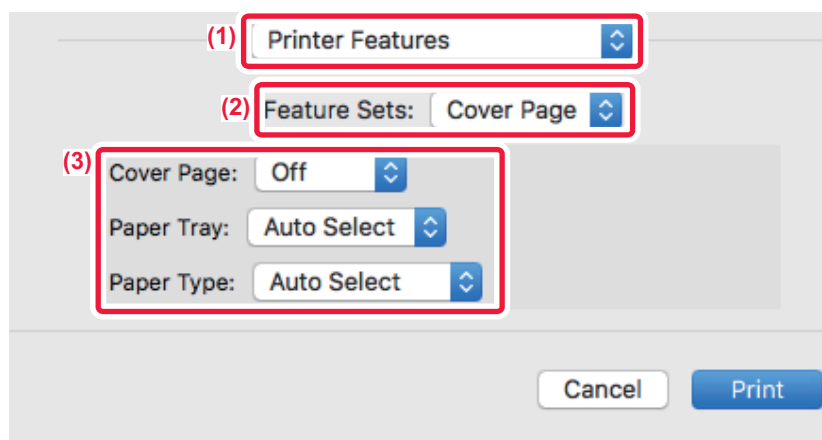 (1) Printer Features
(2) Feature Sets: Cover Page
(3) Cover Page: Off
Paper Tray: Auto Select
Paper Type: Auto Select
Cancel Print